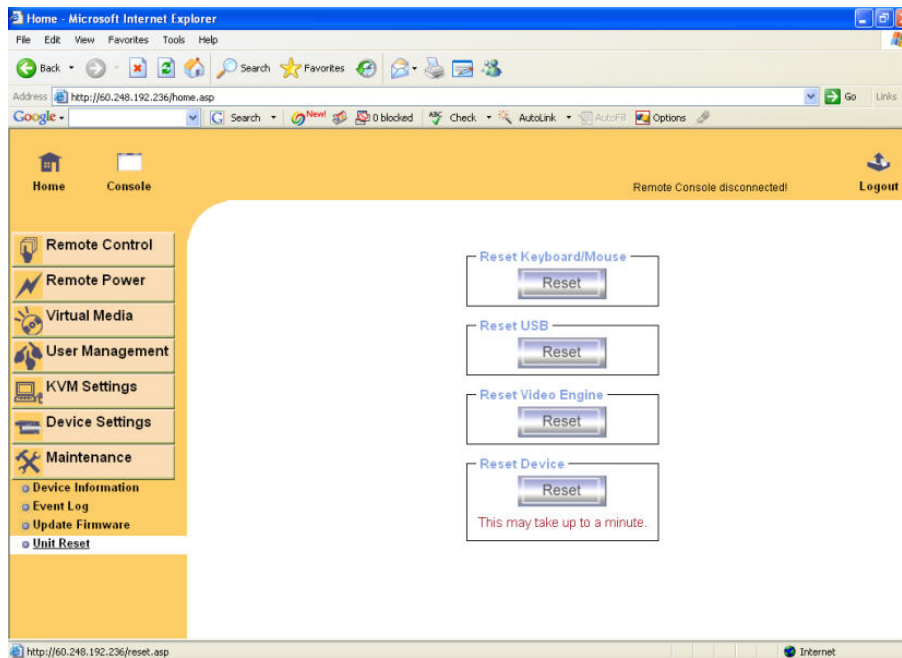 Home - Microsoft Internet Explorer
File Edit View Favorites Tools Help
Back Search Favorites
Address http://60.248.192.236/home.asp Go Links
Google Search New! 0 blocked Check AutoLink AutoFill Options
Home Console Remote Console disconnected! Logout
Remote Control
Remote Power
Virtual Media
User Management
KVM Settings
Device Settings
Maintenance
Device Information
Event Log
Update Firmware
Unit Reset
Reset Keyboard/Mouse
Reset
Reset USB
Reset
Reset Video Engine
Reset
Reset Device
Reset
This may take up to a minute.
http://60.248.192.236/reset.asp Internet